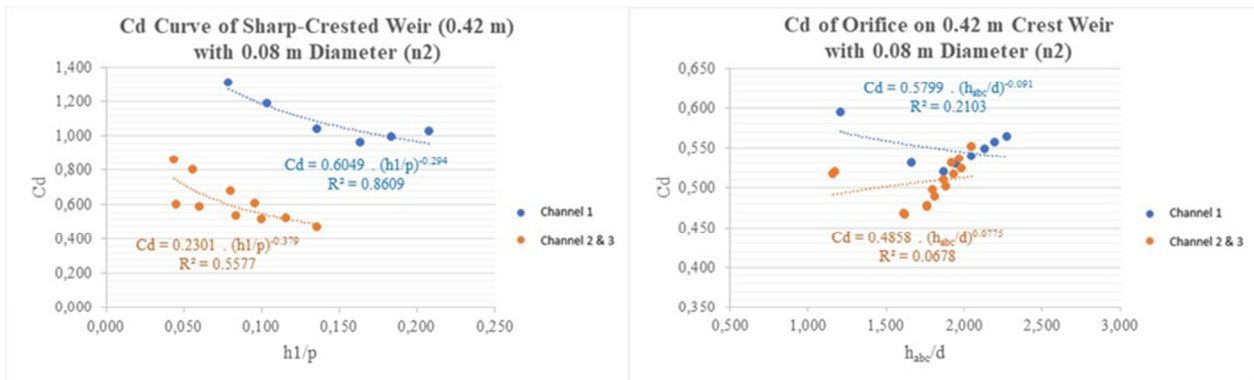 Cd Curve of Sharp-Crested Weir (0.42 m)
with 0.08 m Diameter (n2)
1,400
1,200
1,000
0,800
0,600
0,400
0,200
0,000
Cd
Cd = 0.6049 . (h1/p)^-0.294
R² = 0.8609
Cd = 0.2301 . (h1/p)^-0.379
R² = 0.5577
0,000 0,050 0,100 0,150 0,200 0,250
h1/p
Channel 1
Channel 2 & 3
Cd of Orifice on 0.42 m Crest Weir
with 0.08 m Diameter (n2)
0,650
0,600
0,550
0,500
0,450
0,400
0,350
Cd
Cd = 0.5799 . (h_abc/d)^-0.091
R² = 0.2103
Cd = 0.4858 . (h_abc/d)^0.0775
R² = 0.0678
0,500 1,000 1,500 2,000 2,500 3,000
h_abc/d
Channel 1
Channel 2 & 3